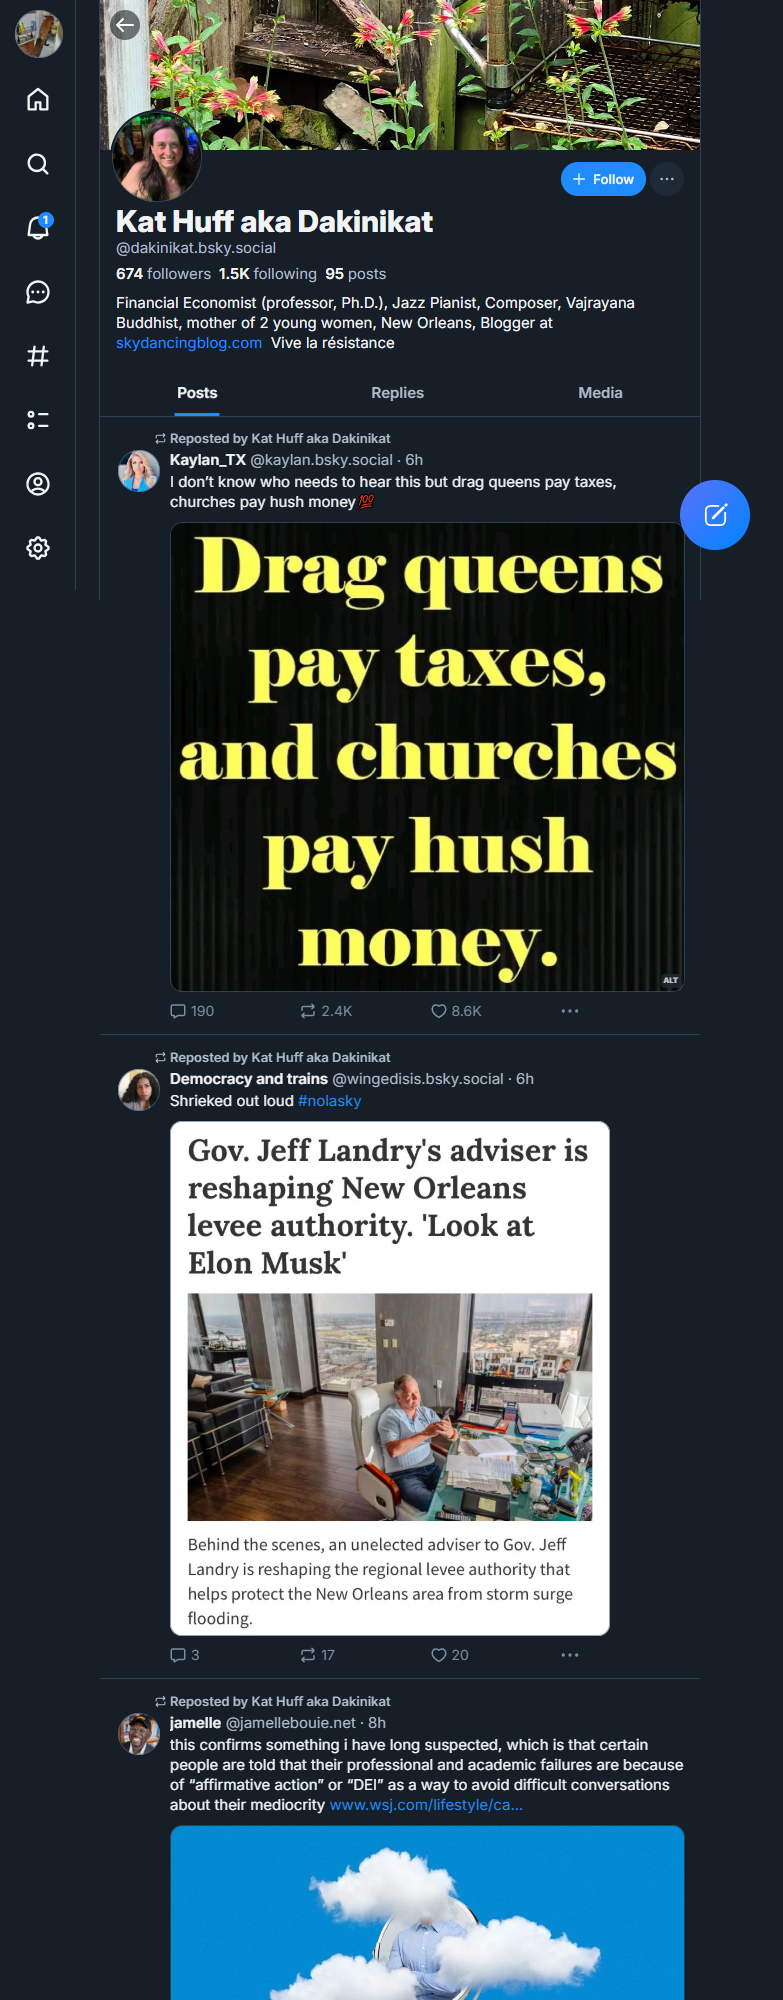 1
+ Follow
Kat Huff aka Dakinikat
@dakinikat.bsky.social
674 followers 1.5K following 95 posts
Financial Economist (professor, Ph.D.), Jazz Pianist, Composer, Vajrayana
Buddhist, mother of 2 young women, New Orleans, Blogger at
skydancingblog.com Vive la résistance
Posts Replies Media
Reposted by Kat Huff aka Dakinikat
Kaylan_TX @kaylan.bsky.social · 6h
I don’t know who needs to hear this but drag queens pay taxes,
churches pay hush money 💯
Drag queens
pay taxes,
and churches
pay hush
money.
ALT
190 2.4K 8.6K
Reposted by Kat Huff aka Dakinikat
Democracy and trains @wingedisis.bsky.social · 6h
Shrieked out loud #nolasky
Gov. Jeff Landry's adviser is
reshaping New Orleans
levee authority. 'Look at
Elon Musk'
Behind the scenes, an unelected adviser to Gov. Jeff
Landry is reshaping the regional levee authority that
helps protect the New Orleans area from storm surge
flooding.
3 17 20
Reposted by Kat Huff aka Dakinikat
jamelle @jamellebouie.net · 8h
this confirms something i have long suspected, which is that certain
people are told that their professional and academic failures are because
of “affirmative action” or “DEI” as a way to avoid difficult conversations
about their mediocrity www.wsj.com/lifestyle/ca...